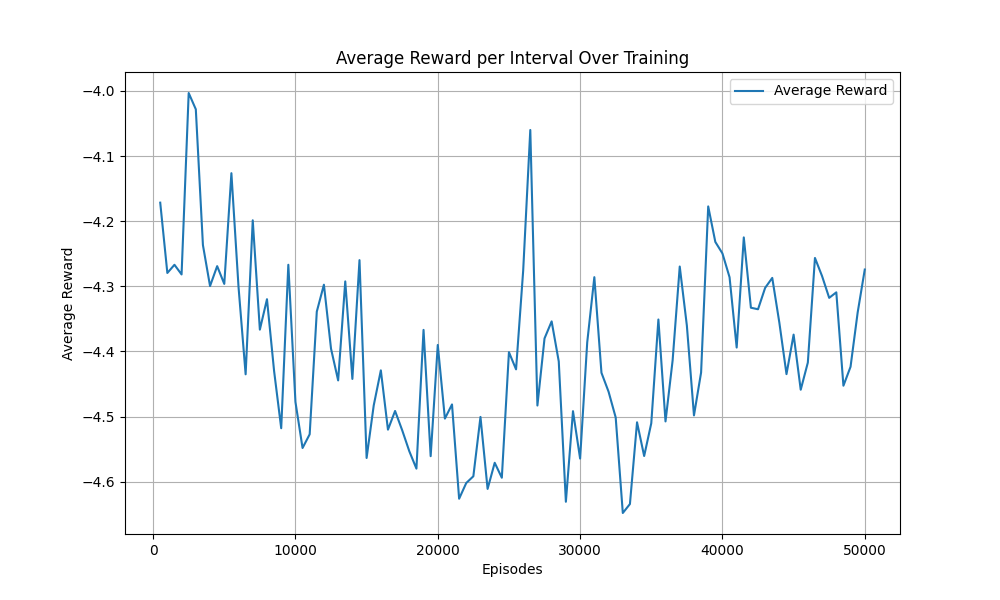 Average Reward per Interval Over Training
Average Reward
−4.0
−4.1
−4.2
−4.3
−4.4
−4.5
−4.6
Average Reward
0 10000 20000 30000 40000 50000
Episodes